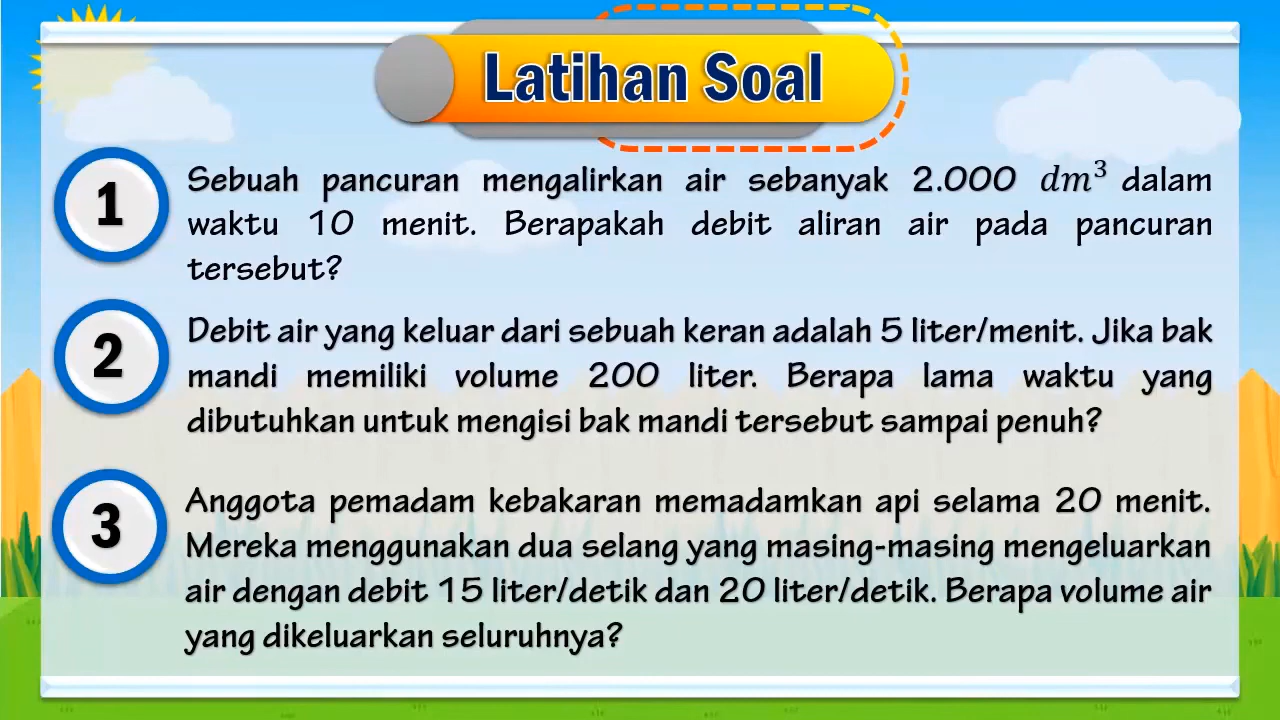 Latihan Soal
1
Sebuah pancuran mengalirkan air sebanyak 2.000 dm³ dalam
waktu 10 menit. Berapakah debit aliran air pada pancuran
tersebut?
2
Debit air yang keluar dari sebuah keran adalah 5 liter/menit. Jika bak
mandi memiliki volume 200 liter. Berapa lama waktu yang
dibutuhkan untuk mengisi bak mandi tersebut sampai penuh?
3
Anggota pemadam kebakaran memadamkan api selama 20 menit.
Mereka menggunakan dua selang yang masing-masing mengeluarkan
air dengan debit 15 liter/detik dan 20 liter/detik. Berapa volume air
yang dikeluarkan seluruhnya?